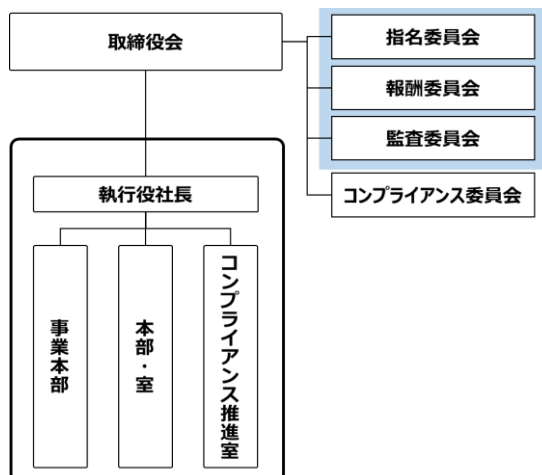 取締役会
指名委員会
報酬委員会
監査委員会
コンプライアンス委員会
執行役社長
事業本部
本部・室
コンプライアンス推進室